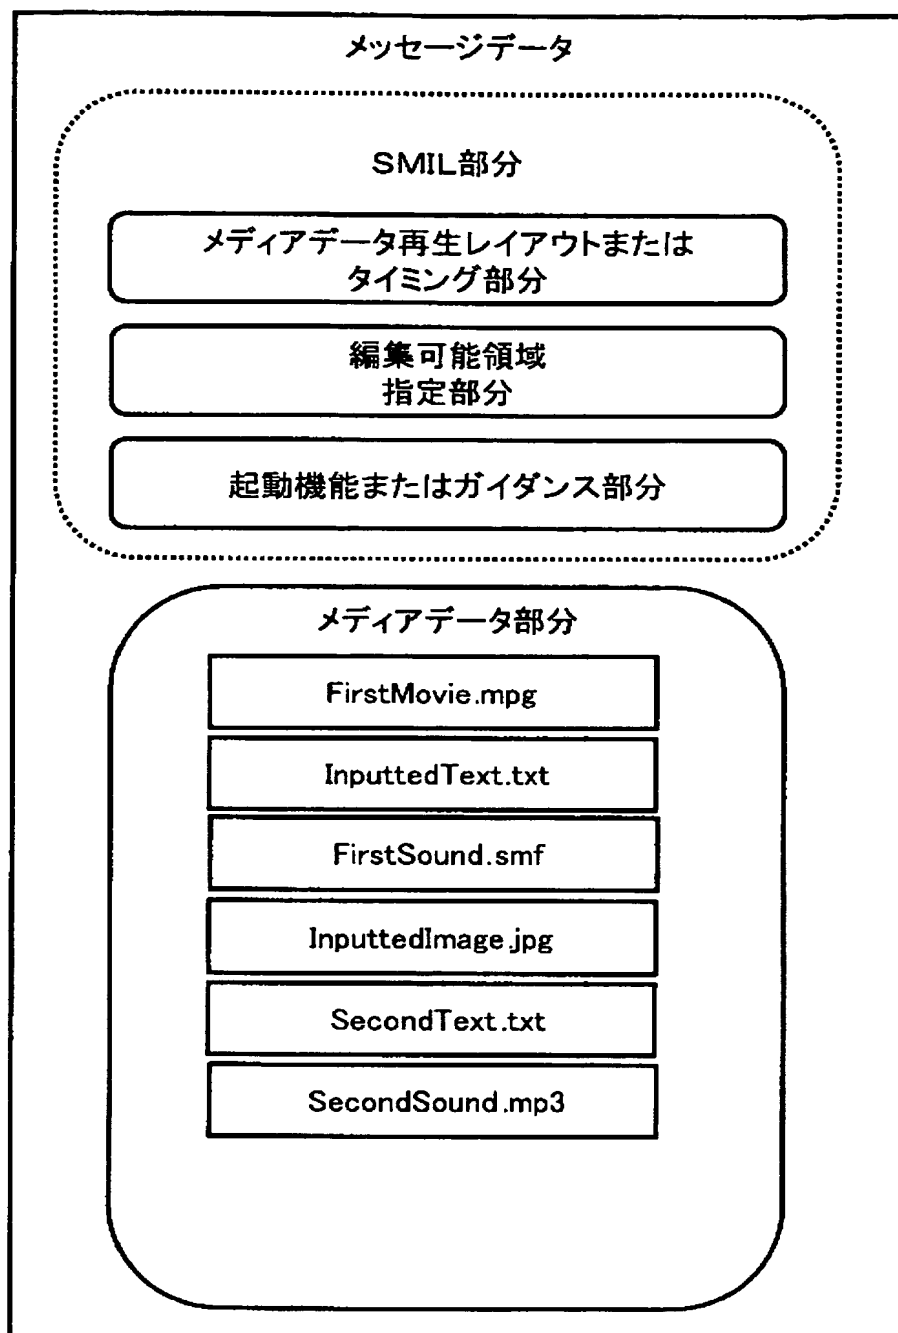 メッセージデータ
SMIL部分
メディアデータ再生レイアウトまたは
タイミング部分
編集可能領域
指定部分
起動機能またはガイダンス部分
メディアデータ部分
FirstMovie.mpg
InputtedText.txt
FirstSound.smf
InputtedImage.jpg
SecondText.txt
SecondSound.mp3